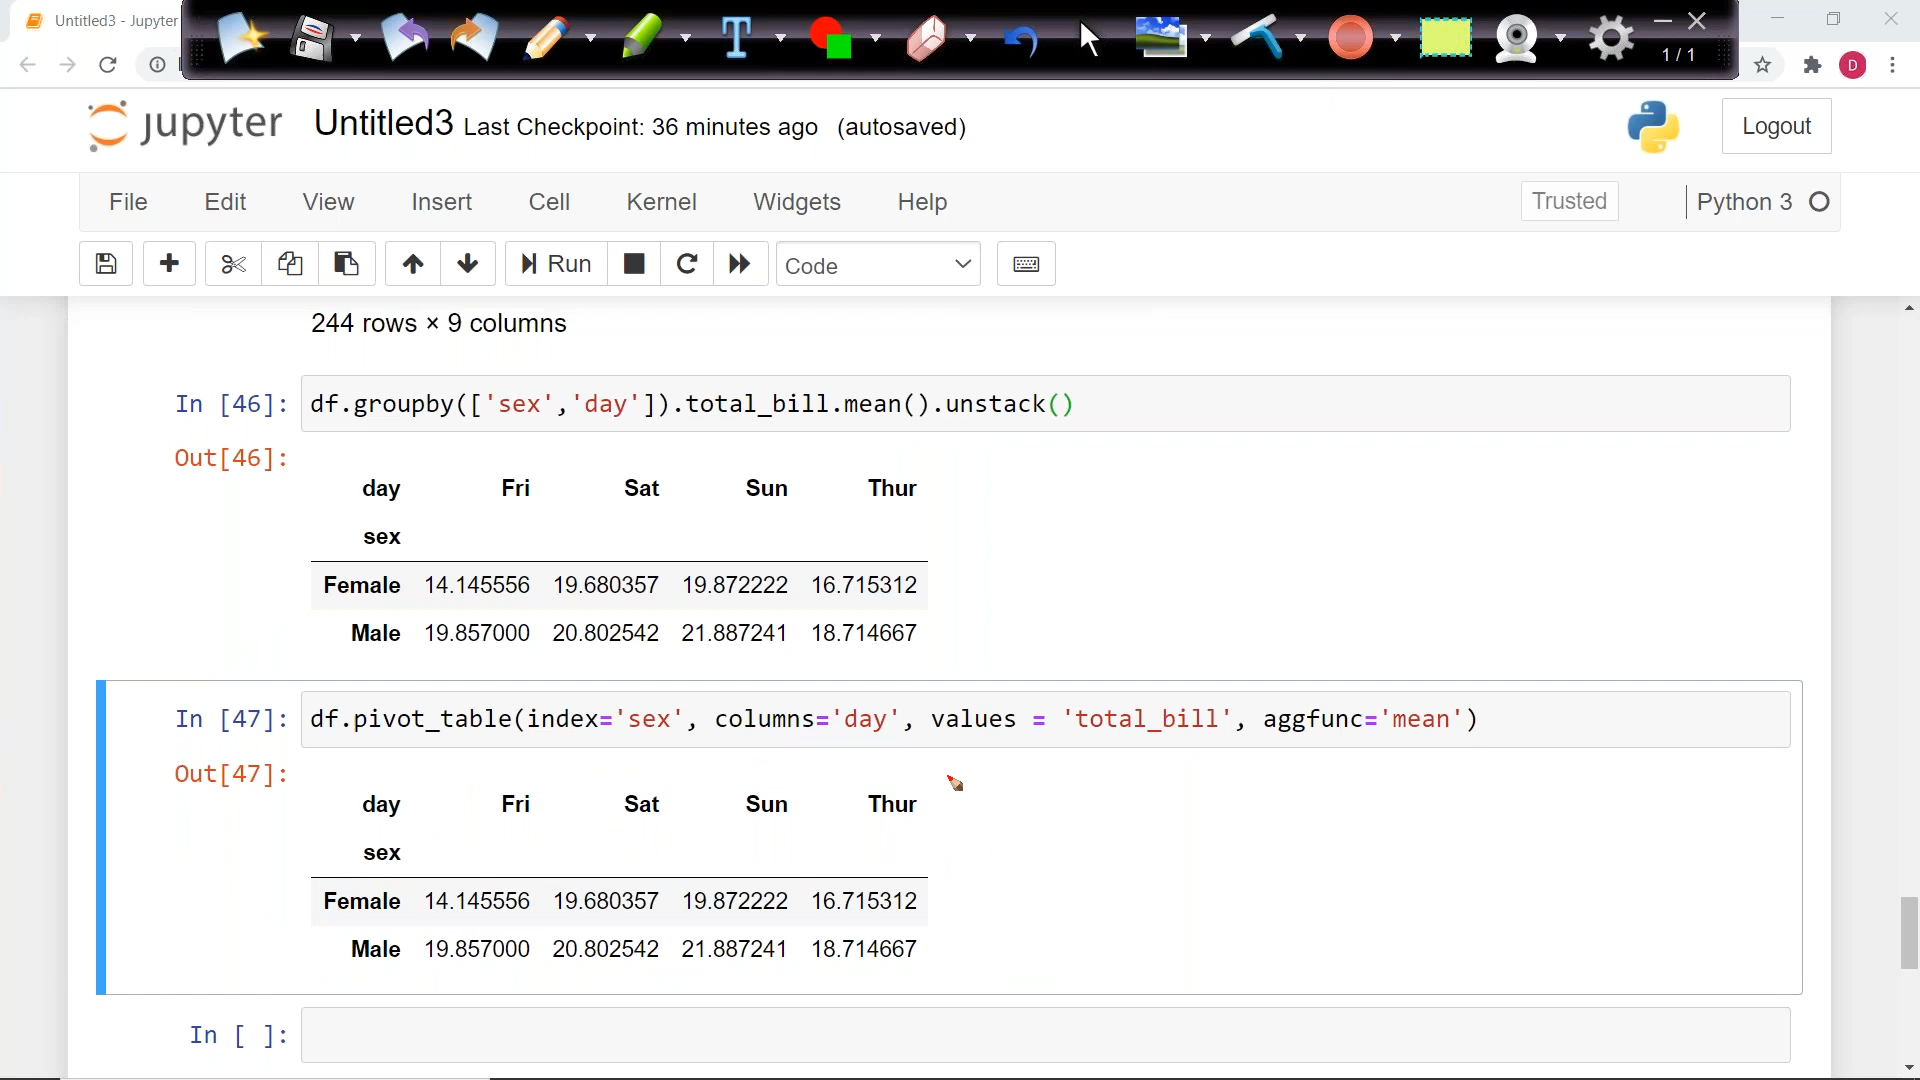 Untitled3 - Jupyter
1 / 1
D
jupyter Untitled3 Last Checkpoint: 36 minutes ago (autosaved)
Logout
File Edit View Insert Cell Kernel Widgets Help Trusted Python 3
Run Code
244 rows × 9 columns
In [46]: df.groupby(['sex','day']).total_bill.mean().unstack()
Out[46]:
day Fri Sat Sun Thur
sex
Female 14.145556 19.680357 19.872222 16.715312
Male 19.857000 20.802542 21.887241 18.714667
In [47]: df.pivot_table(index='sex', columns='day', values = 'total_bill', aggfunc='mean')
Out[47]:
day Fri Sat Sun Thur
sex
Female 14.145556 19.680357 19.872222 16.715312
Male 19.857000 20.802542 21.887241 18.714667
In [ ]: